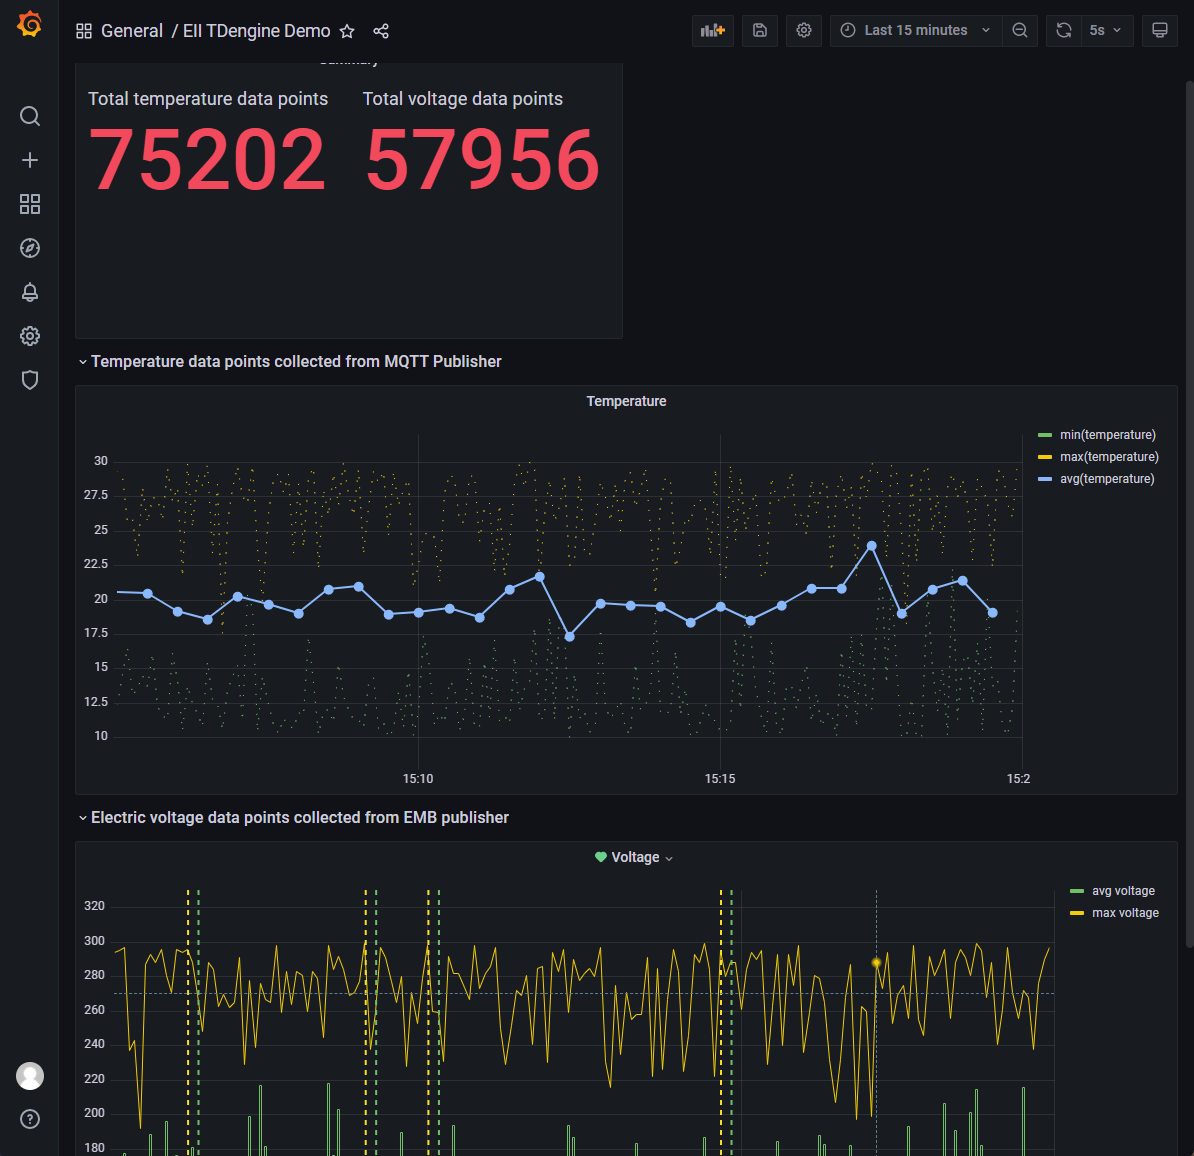 General / EII TDengine Demo
Last 15 minutes
5s
Summary
Total temperature data points
Total voltage data points
75202
57956
Temperature data points collected from MQTT Publisher
Temperature
min(temperature)
max(temperature)
avg(temperature)
30
27.5
25
22.5
20
17.5
15
12.5
10
15:10
15:15
15:2
Electric voltage data points collected from EMB publisher
Voltage
avg voltage
max voltage
320
300
280
260
240
220
200
180